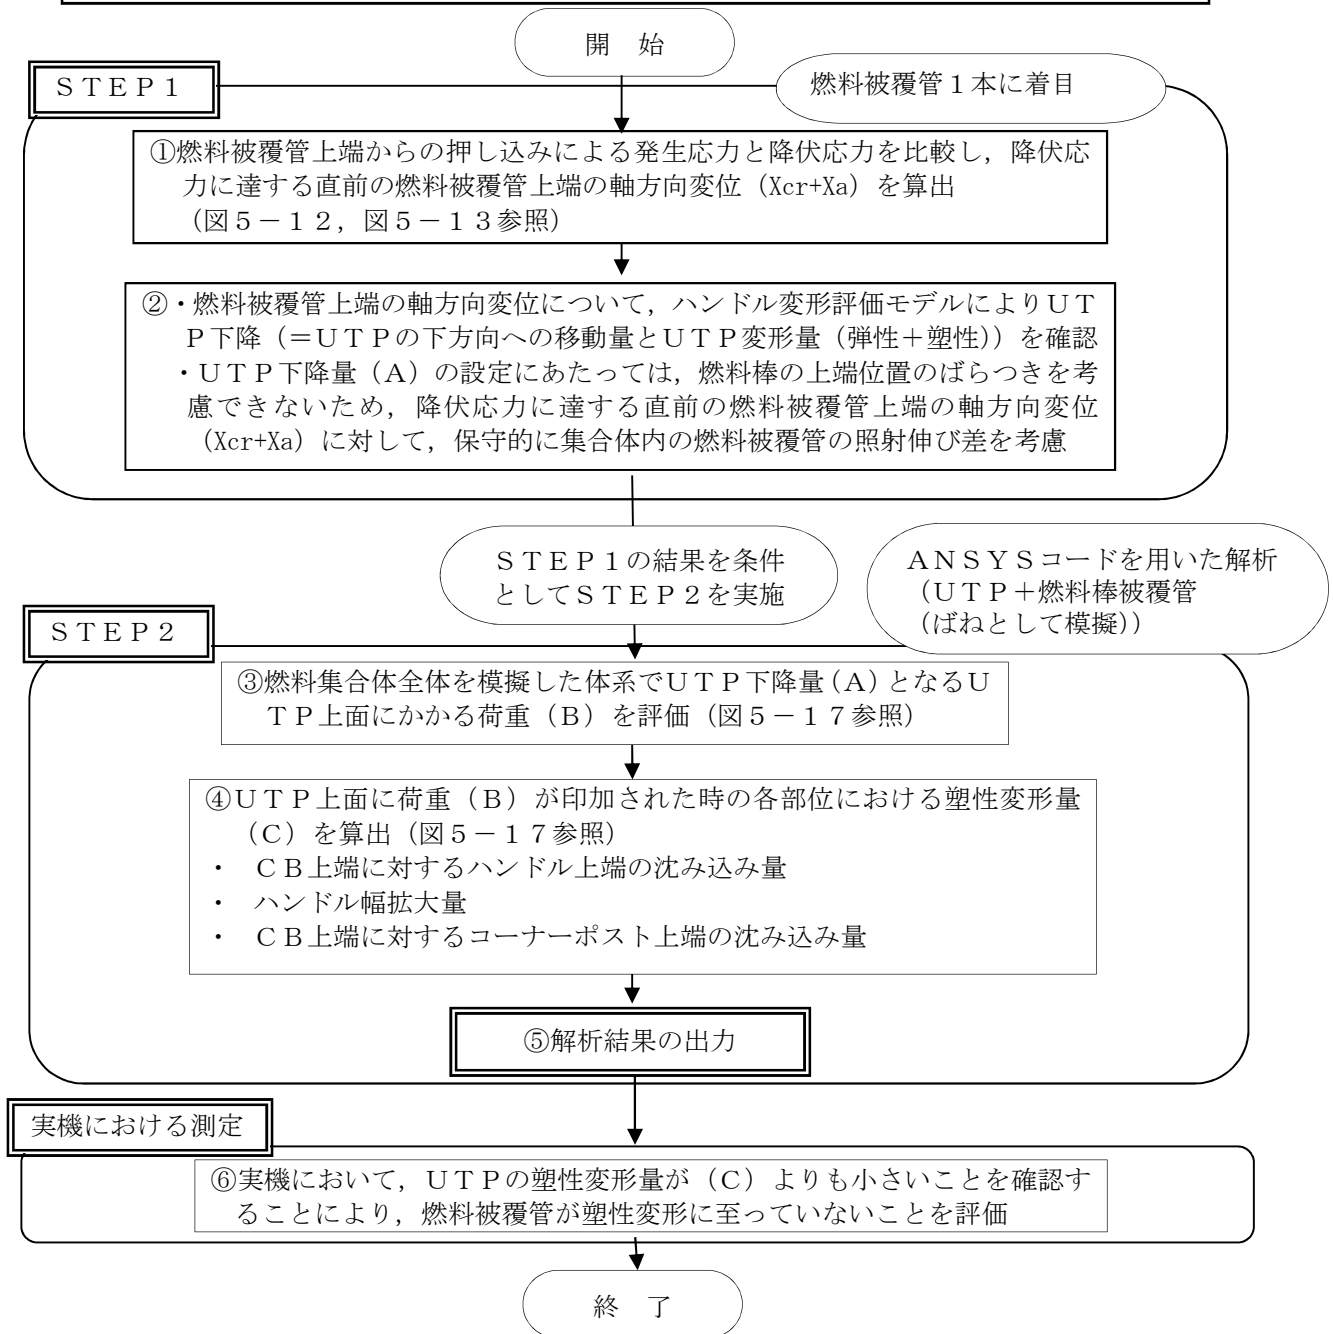 開　始
ＳＴＥＰ１
燃料被覆管１本に着目
①燃料被覆管上端からの押し込みによる発生応力と降伏応力を比較し，降伏応
力に達する直前の燃料被覆管上端の軸方向変位（Xcr+Xa）を算出
（図５－１２，図５－１３参照）
②・燃料被覆管上端の軸方向変位について，ハンドル変形評価モデルによりＵＴ
Ｐ下降（＝ＵＴＰの下方向への移動量とＵＴＰ変形量（弾性＋塑性））を確認
・ＵＴＰ下降量（Ａ）の設定にあたっては，燃料棒の上端位置のばらつきを考
慮できないため，降伏応力に達する直前の燃料被覆管上端の軸方向変位
（Xcr+Xa）に対して，保守的に集合体内の燃料被覆管の照射伸び差を考慮
ＳＴＥＰ１の結果を条件
としてＳＴＥＰ２を実施
ＡＮＳＹＳコードを用いた解析
（ＵＴＰ＋燃料棒被覆管
（ばねとして模擬））
ＳＴＥＰ２
③燃料集合体全体を模擬した体系でＵＴＰ下降量（Ａ）となるＵ
ＴＰ上面にかかる荷重（Ｂ）を評価（図５－１７参照）
④ＵＴＰ上面に荷重（Ｂ）が印加された時の各部位における塑性変形量
（Ｃ）を算出（図５－１７参照）
・　ＣＢ上端に対するハンドル上端の沈み込み量
・　ハンドル幅拡大量
・　ＣＢ上端に対するコーナーポスト上端の沈み込み量
⑤解析結果の出力
実機における測定
⑥実機において，ＵＴＰの塑性変形量が（Ｃ）よりも小さいことを確認す
ることにより，燃料被覆管が塑性変形に至っていないことを評価
終　了